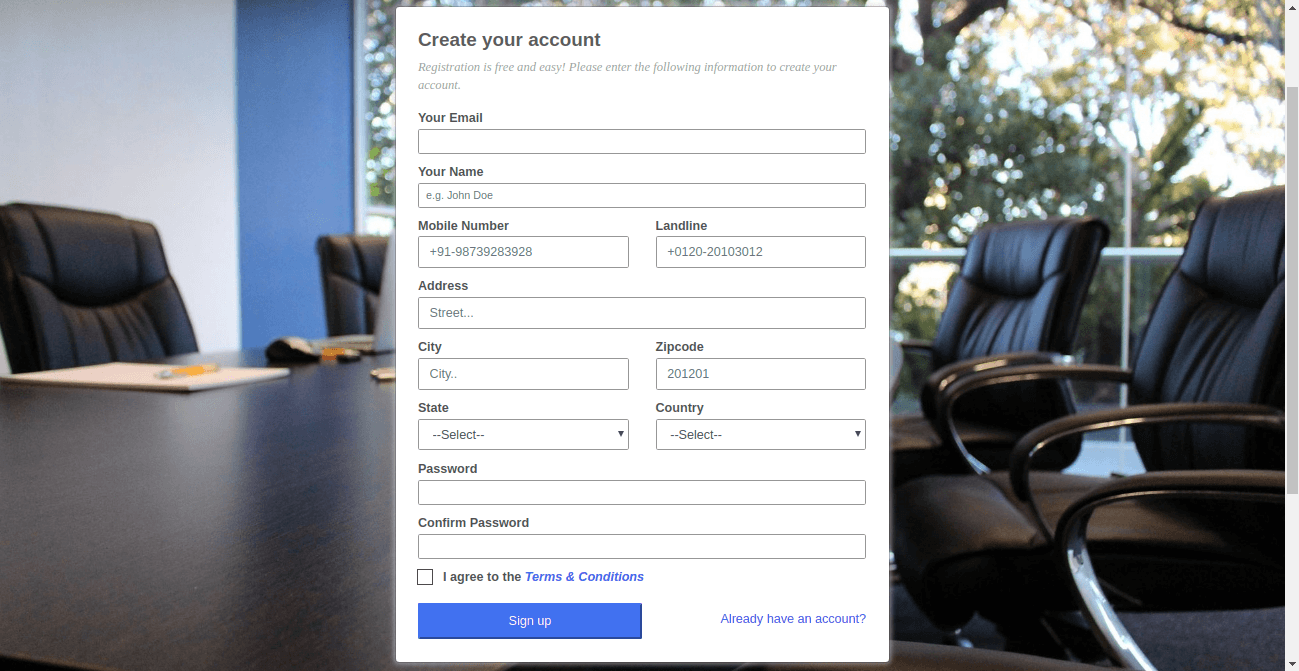 Create your account
Registration is free and easy! Please enter the following information to create your
account.
Your Email
Your Name
e.g. John Doe
Mobile Number Landline
+91-98739283928 +0120-20103012
Address
Street...
City Zipcode
City.. 201201
State Country
--Select-- --Select--
Password
Confirm Password
I agree to the Terms & Conditions
Sign up Already have an account?